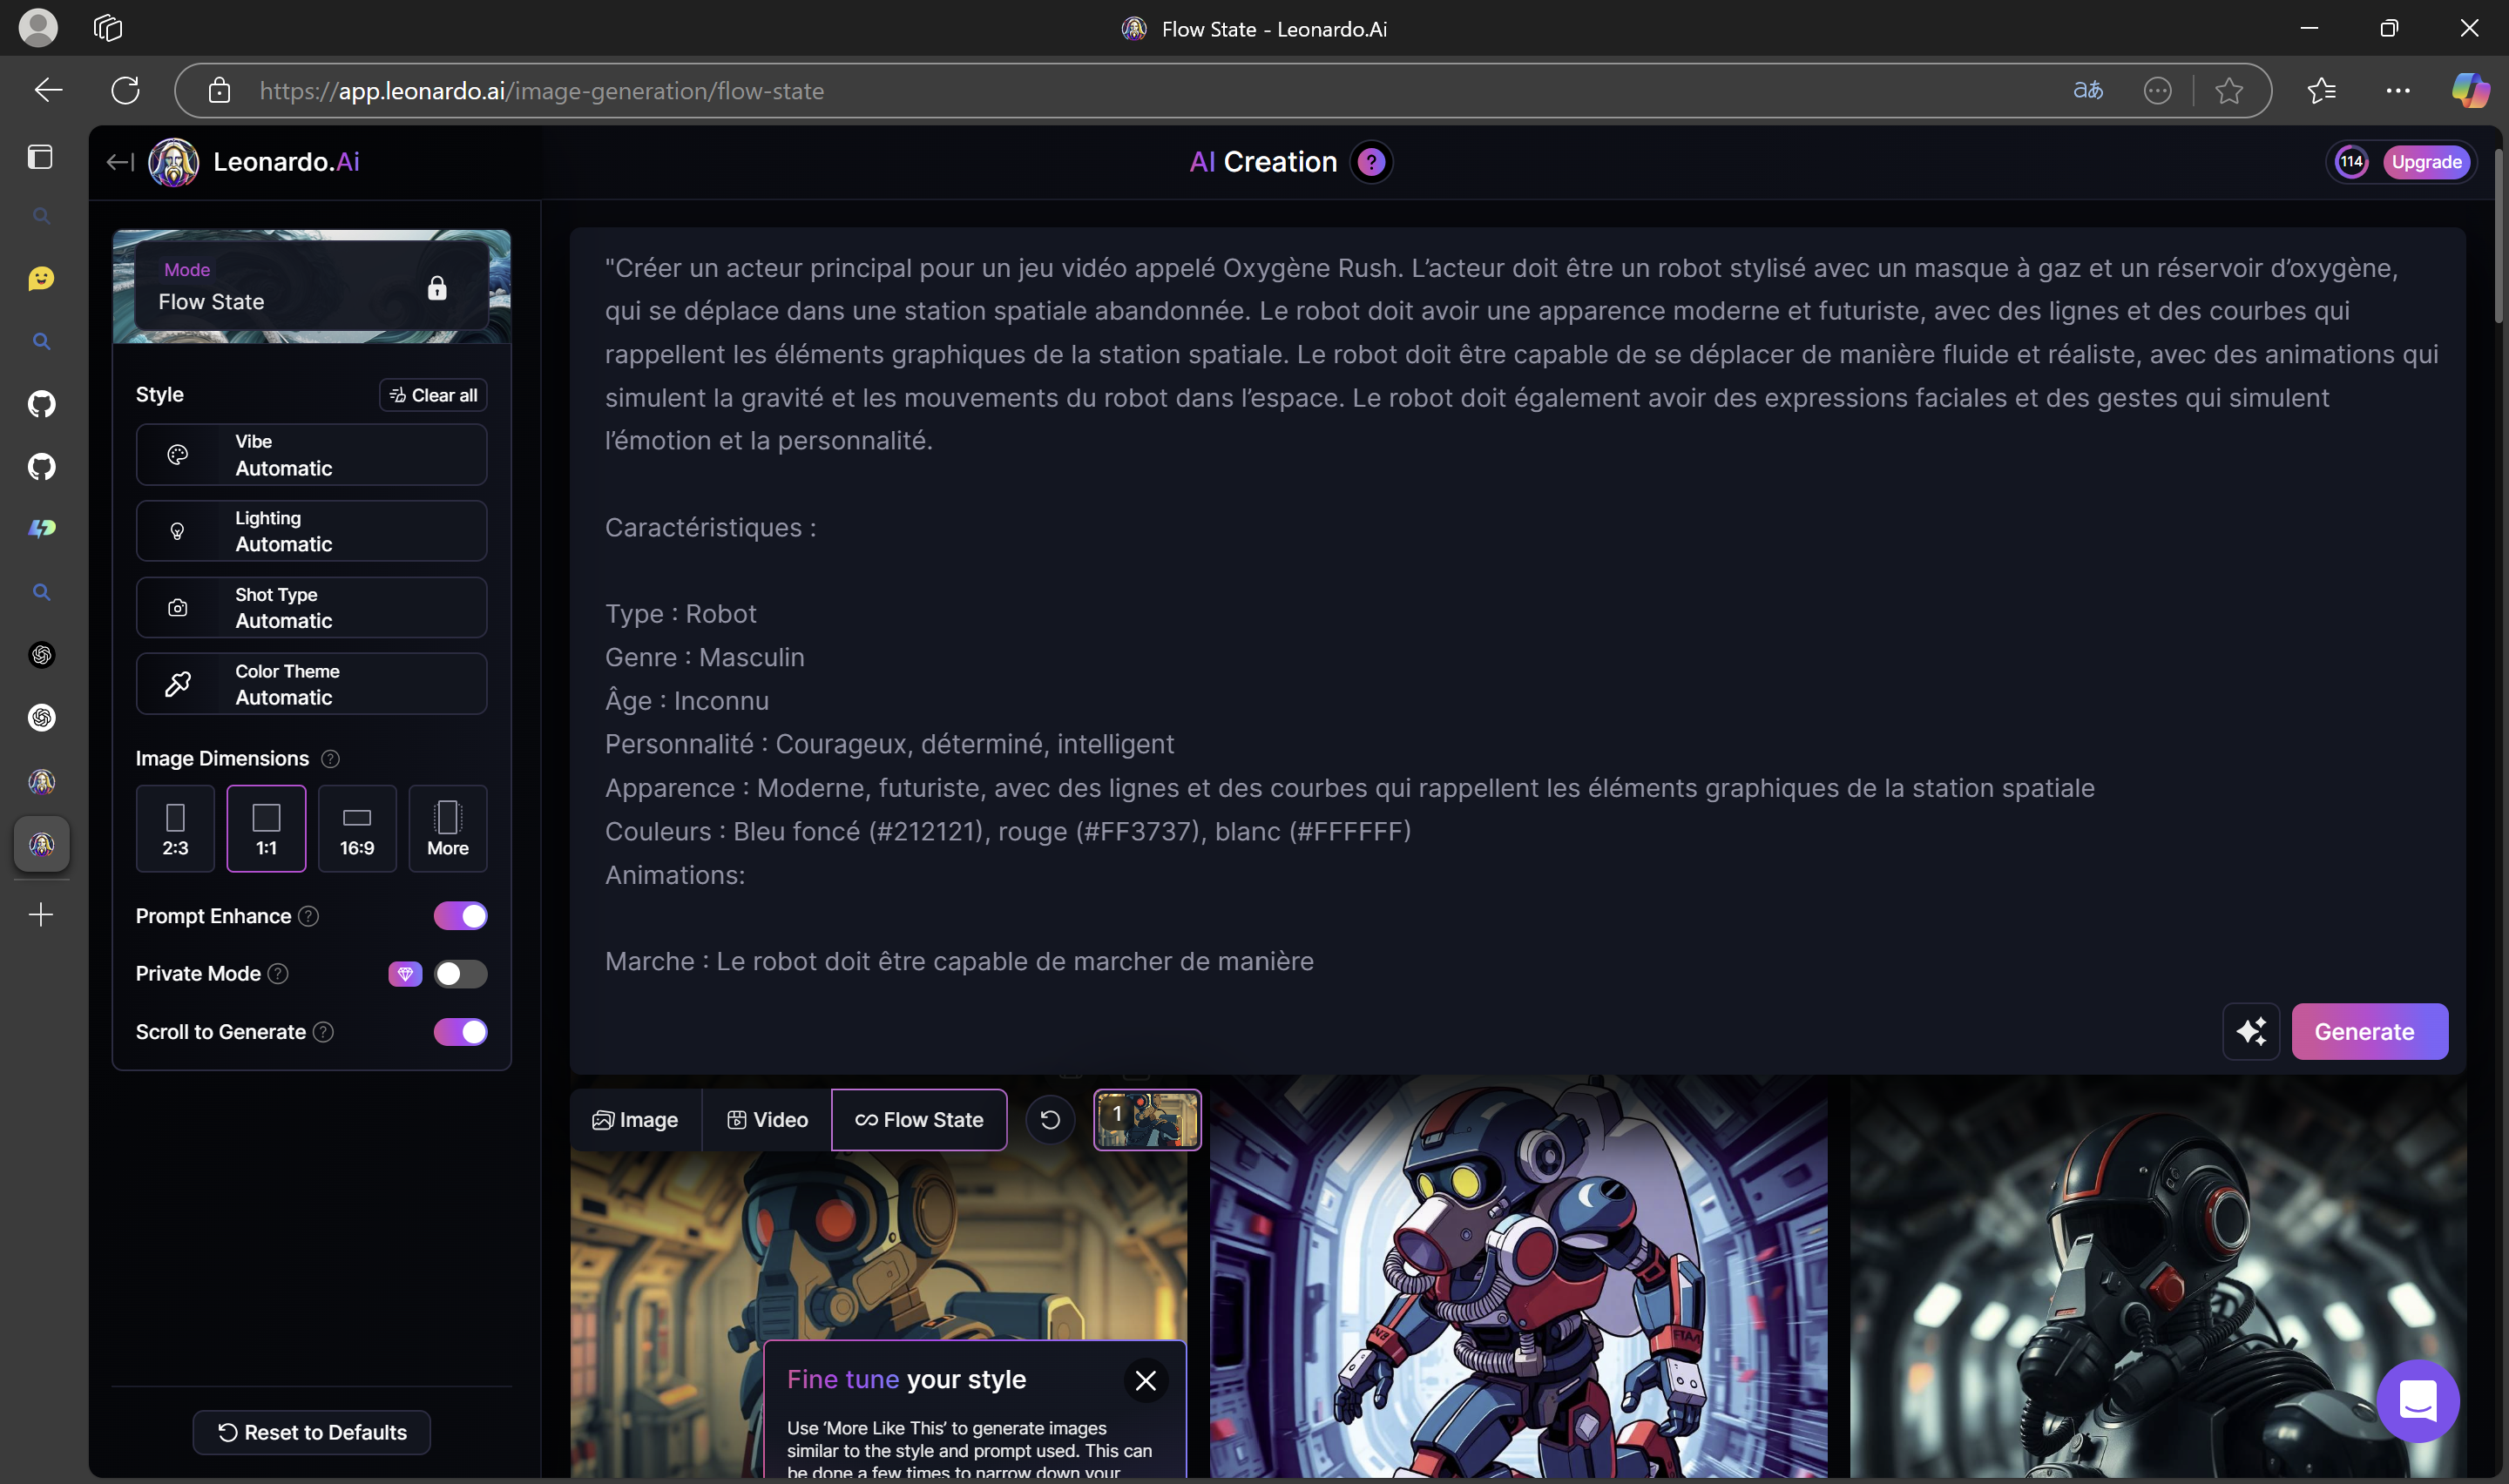 Flow State - Leonardo.Ai
https://app.leonardo.ai/image-generation/flow-state
aあ
Leonardo.Ai
AI Creation ?
114 Upgrade
Mode
Flow State
Style
Clear all
Vibe
Automatic
Lighting
Automatic
Shot Type
Automatic
Color Theme
Automatic
Image Dimensions ?
2:3
1:1
16:9
More
Prompt Enhance ?
Private Mode ?
Scroll to Generate ?
Reset to Defaults
"Créer un acteur principal pour un jeu vidéo appelé Oxygène Rush. L’acteur doit être un robot stylisé avec un masque à gaz et un réservoir d’oxygène,
qui se déplace dans une station spatiale abandonnée. Le robot doit avoir une apparence moderne et futuriste, avec des lignes et des courbes qui
rappellent les éléments graphiques de la station spatiale. Le robot doit être capable de se déplacer de manière fluide et réaliste, avec des animations qui
simulent la gravité et les mouvements du robot dans l’espace. Le robot doit également avoir des expressions faciales et des gestes qui simulent
l’émotion et la personnalité.
Caractéristiques :
Type : Robot
Genre : Masculin
Âge : Inconnu
Personnalité : Courageux, déterminé, intelligent
Apparence : Moderne, futuriste, avec des lignes et des courbes qui rappellent les éléments graphiques de la station spatiale
Couleurs : Bleu foncé (#212121), rouge (#FF3737), blanc (#FFFFFF)
Animations:
Marche : Le robot doit être capable de marcher de manière
Generate
Image
Video
Flow State
1
Fine tune your style
Use ‘More Like This’ to generate images
similar to the style and prompt used. This can
be done a few times to narrow down your